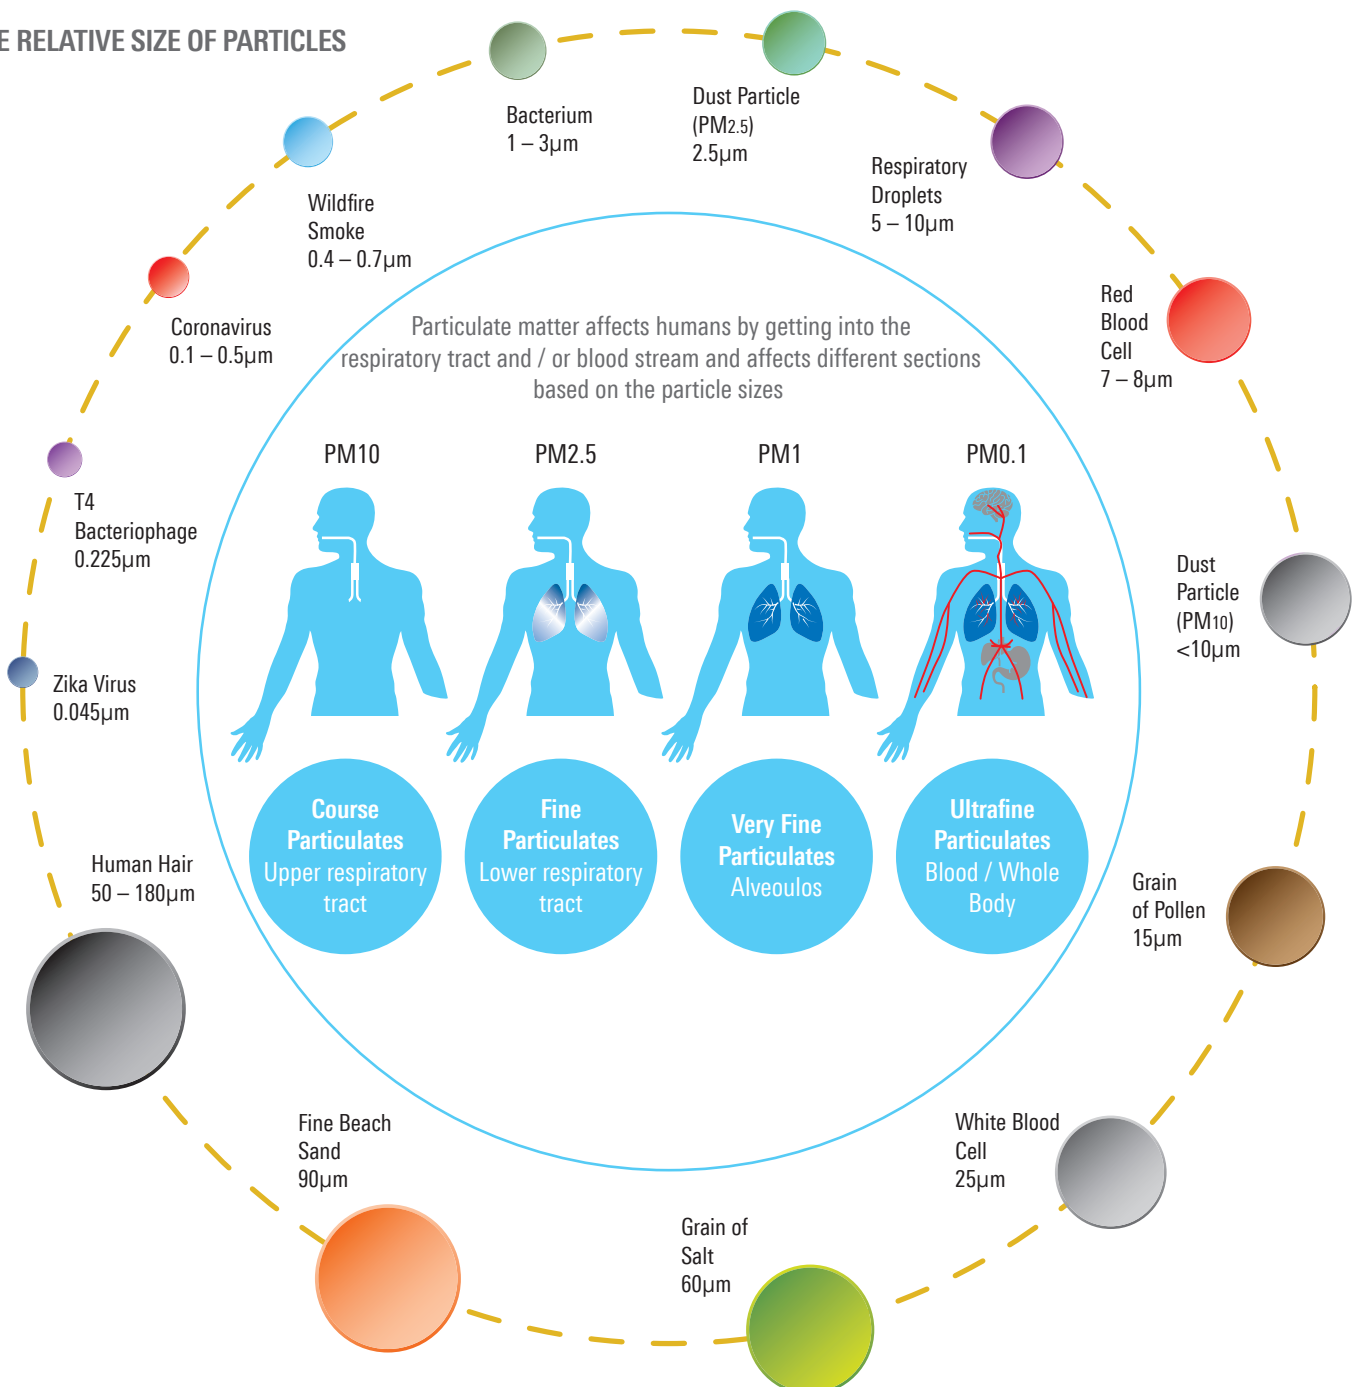 E RELATIVE SIZE OF PARTICLES
Bacterium
1 – 3µm
Dust Particle
(PM2.5)
2.5µm
Respiratory
Droplets
5 – 10µm
Red
Blood
Cell
7 – 8µm
Dust
Particle
(PM10)
<10µm
Grain
of Pollen
15µm
White Blood
Cell
25µm
Grain of
Salt
60µm
Fine Beach
Sand
90µm
Human Hair
50 – 180µm
Zika Virus
0.045µm
T4
Bacteriophage
0.225µm
Coronavirus
0.1 – 0.5µm
Wildfire
Smoke
0.4 – 0.7µm
Particulate matter affects humans by getting into the
respiratory tract and / or blood stream and affects different sections
based on the particle sizes
PM10
PM2.5
PM1
PM0.1
Course
Particulates
Upper respiratory
tract
Fine
Particulates
Lower respiratory
tract
Very Fine
Particulates
Alveoulos
Ultrafine
Particulates
Blood / Whole
Body